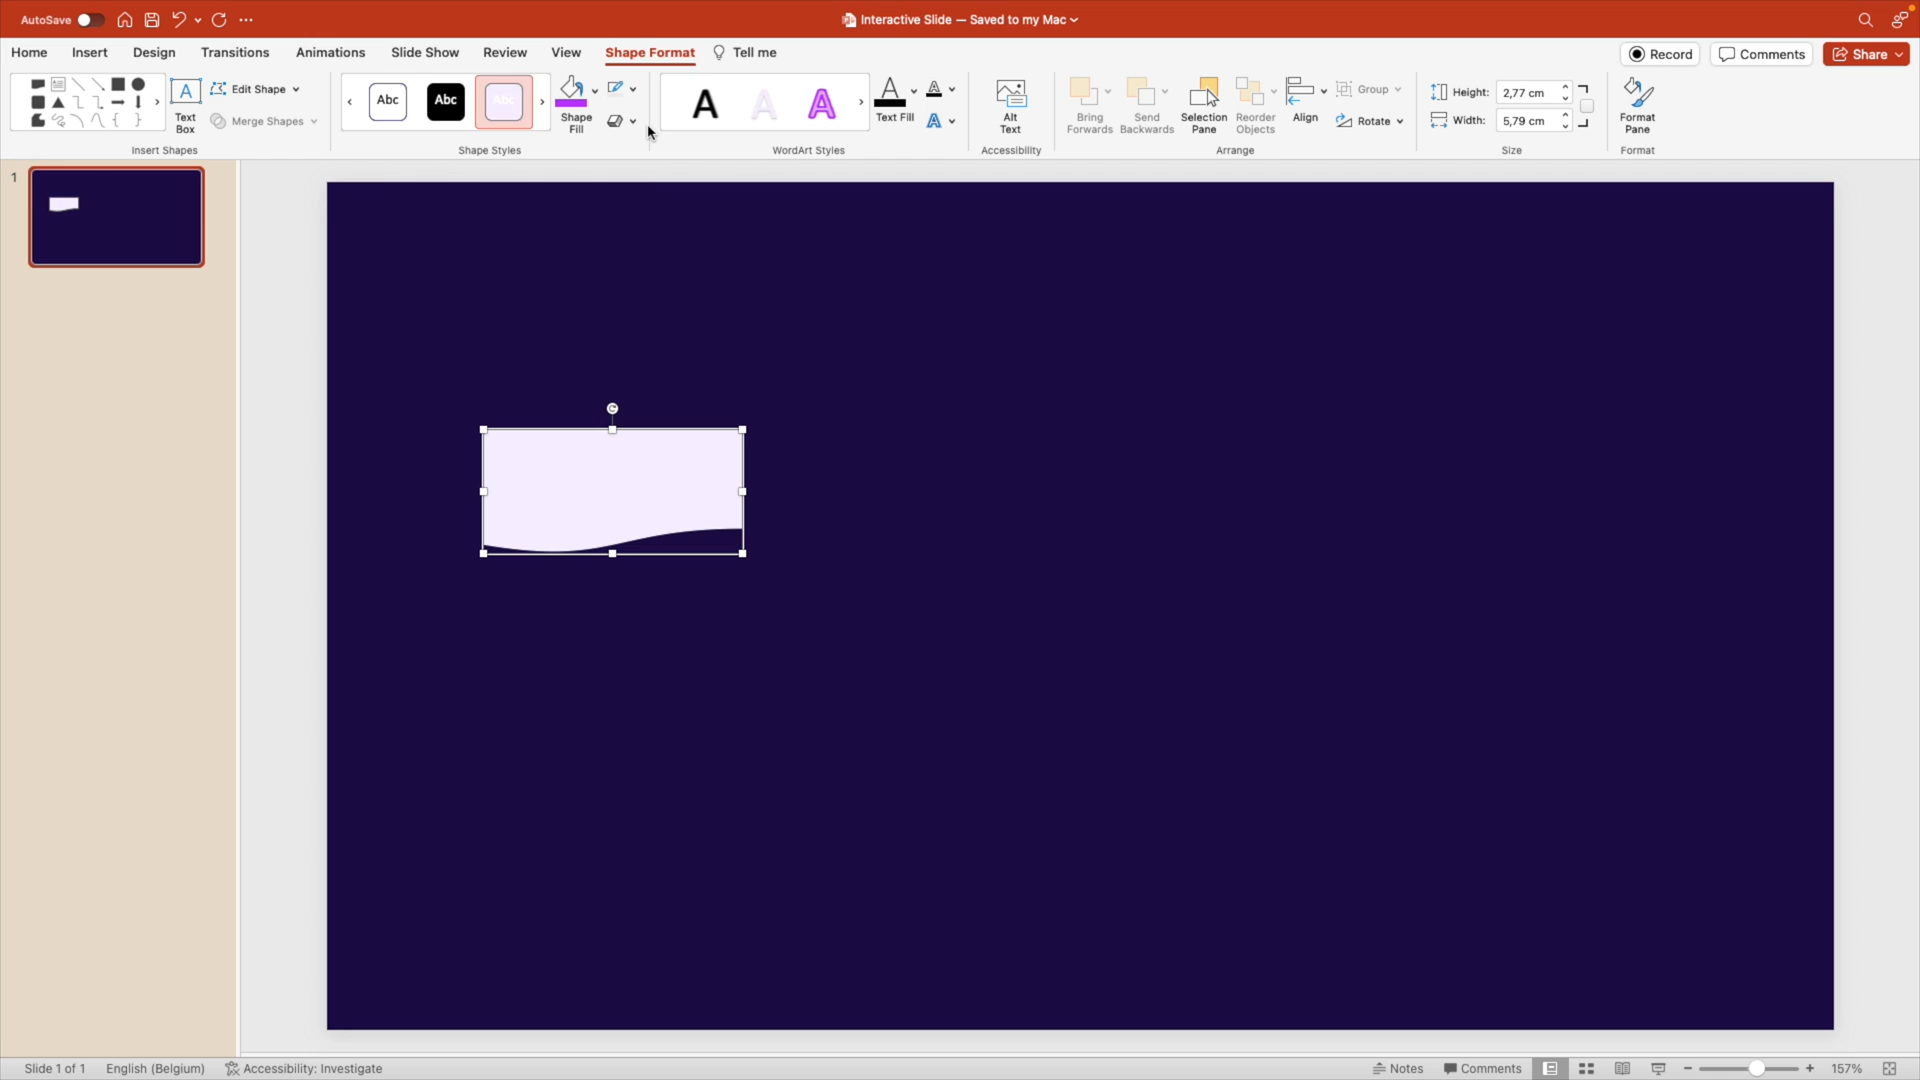 AutoSave
Interactive Slide — Saved to my Mac
Home Insert Design Transitions Animations Slide Show Review View Shape Format Tell me
Record Comments Share
Text Box
Edit Shape
Merge Shapes
Insert Shapes
Abc Abc Abc
Shape Fill
Shape Styles
A A A
A
Text Fill
WordArt Styles
Alt Text
Accessibility
Bring Forwards
Send Backwards
Selection Pane
Reorder Objects
Align
Group
Rotate
Arrange
Height: 2,77 cm
Width: 5,79 cm
Size
Format Pane
Format
1
Slide 1 of 1 English (Belgium) Accessibility: Investigate Notes Comments 157%